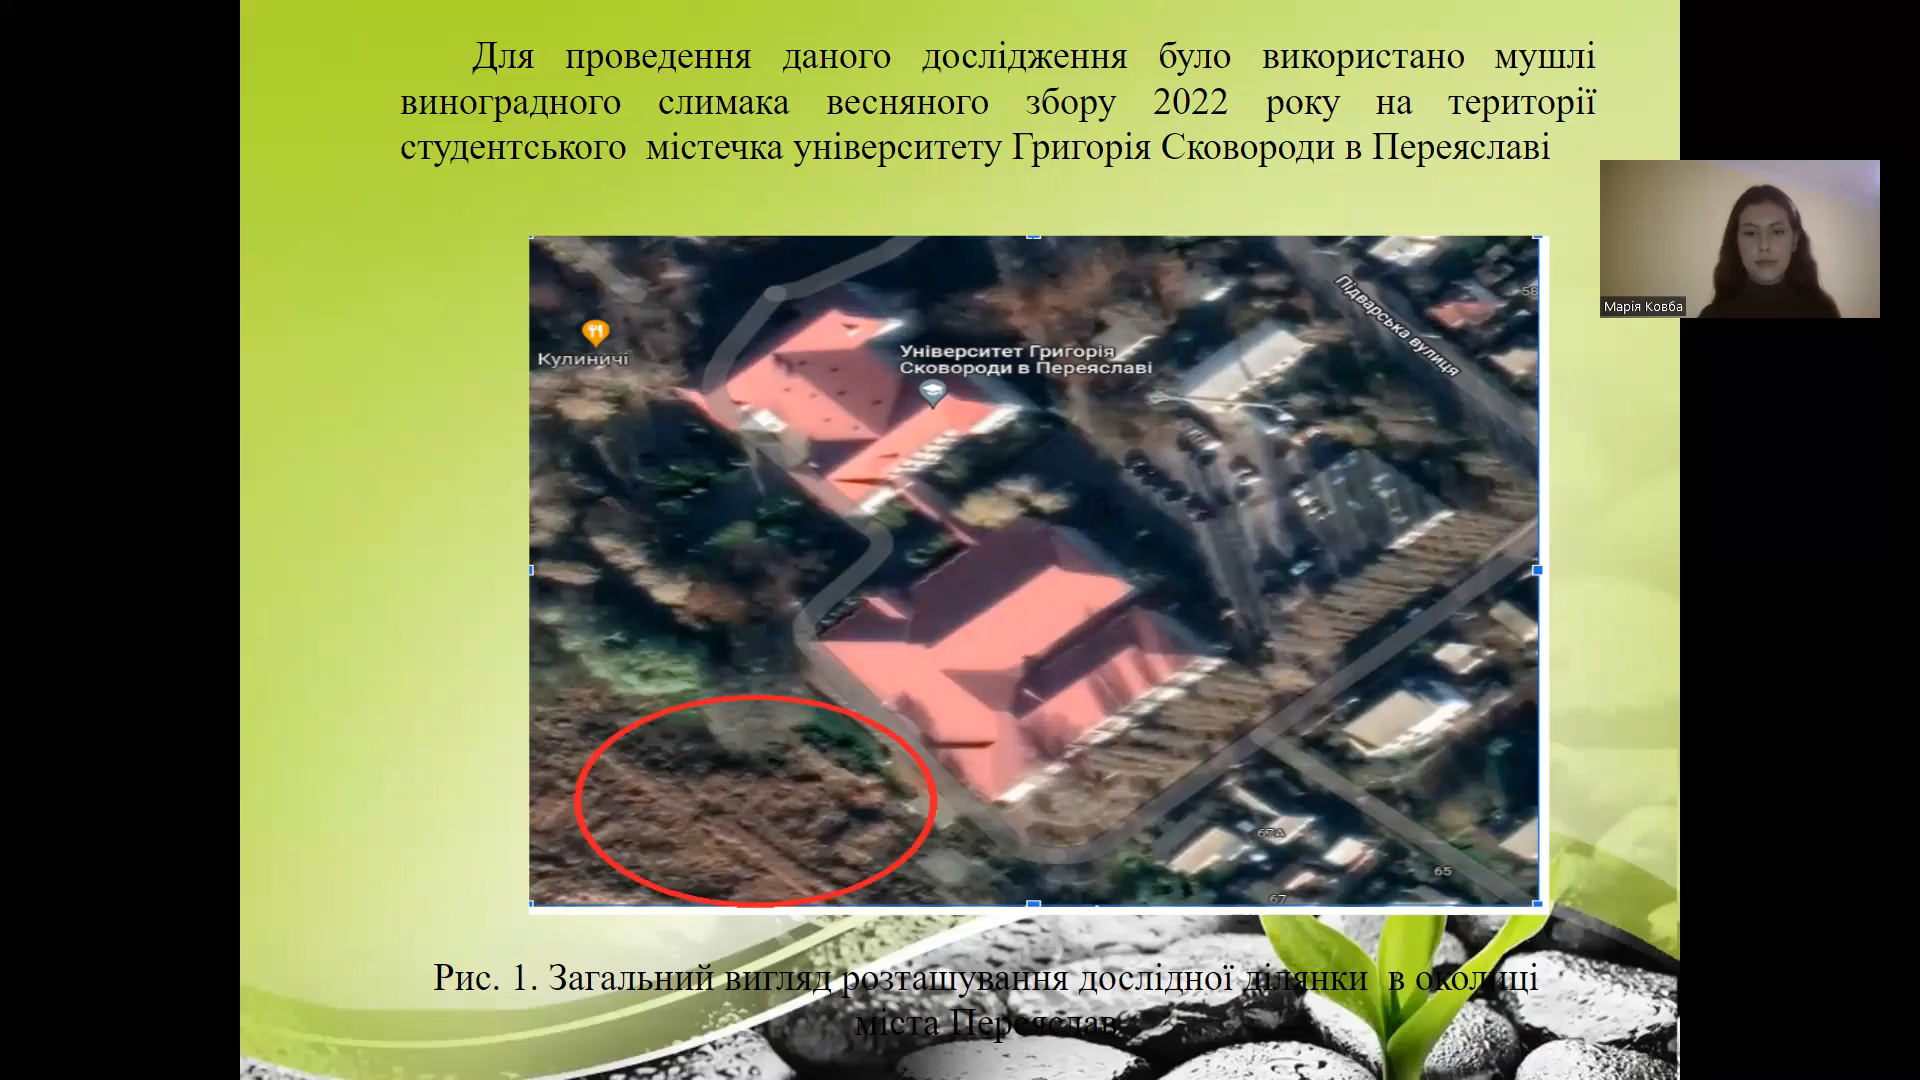 Для проведення даного дослідження було використано мушлі
виноградного слимака весняного збору 2022 року на території
студентського містечка університету Григорія Сковороди в Переяславі
Підварська вулиця
58
Кулиничі
Університет Григорія
Сковороди в Переяславі
Марія Ковба
67А
65
67
Рис. 1. Загальний вигляд розташування дослідної ділянки в околиці
міста Переяслав